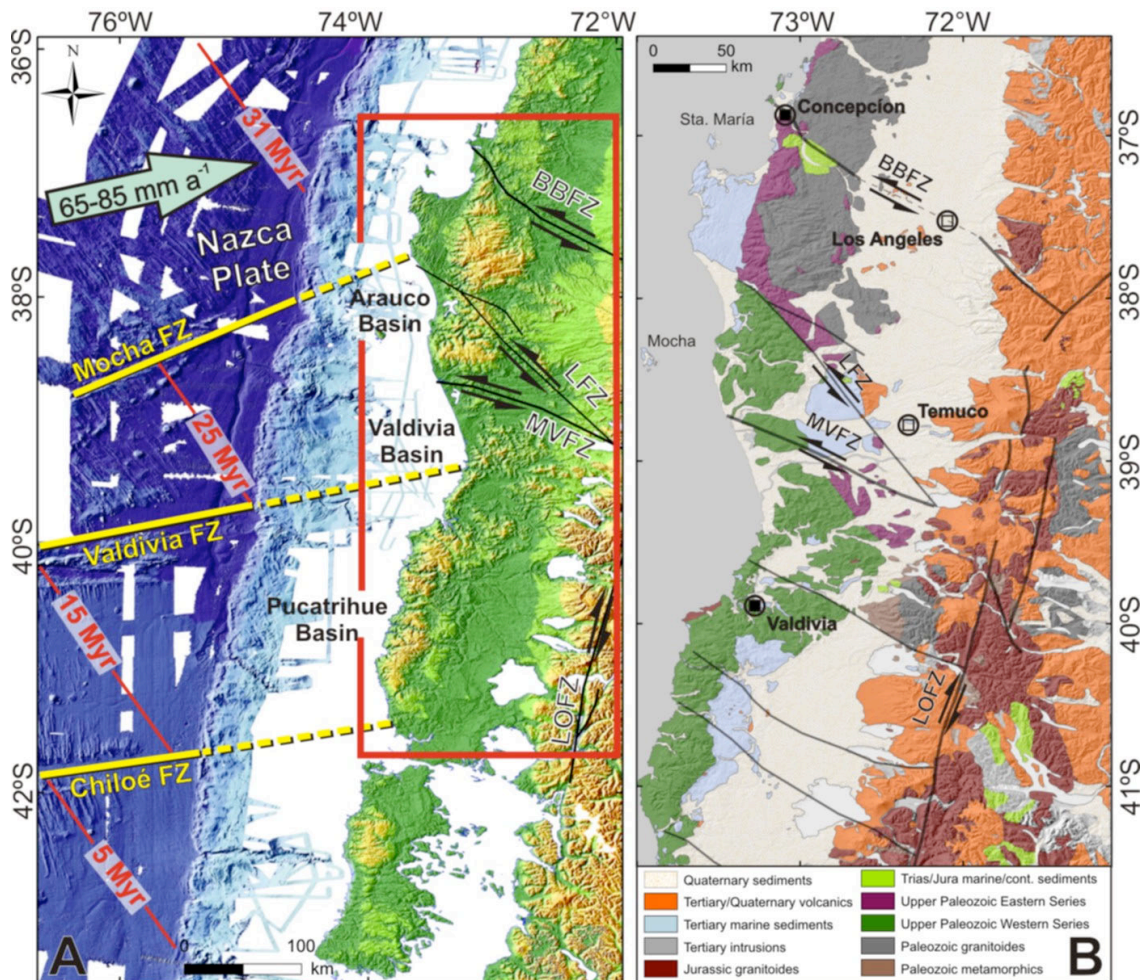 76°W
74°W
72°W
36°S
38°S
40°S
42°S
N
31 Myr
65-85 mm a⁻¹
Nazca
Plate
BBFZ
Arauco
Basin
Mocha FZ
LFZ
MVFZ
25 Myr
Valdivia
Basin
Valdivia FZ
15 Myr
Pucatrihue
Basin
LOFZ
Chiloé FZ
5 Myr
0
100
km
A
73°W
72°W
0
50
km
37°S
38°S
39°S
40°S
41°S
Concepcíon
Sta. María
BBFZ
Los Angeles
Mocha
LFZ
MVFZ
Temuco
Valdivia
LOFZ
Quaternary sediments
Tertiary/Quaternary volcanics
Tertiary marine sediments
Tertiary intrusions
Jurassic granitoides
Trias/Jura marine/cont. sediments
Upper Paleozoic Eastern Series
Upper Paleozoic Western Series
Paleozoic granitoides
Paleozoic metamorphics
B